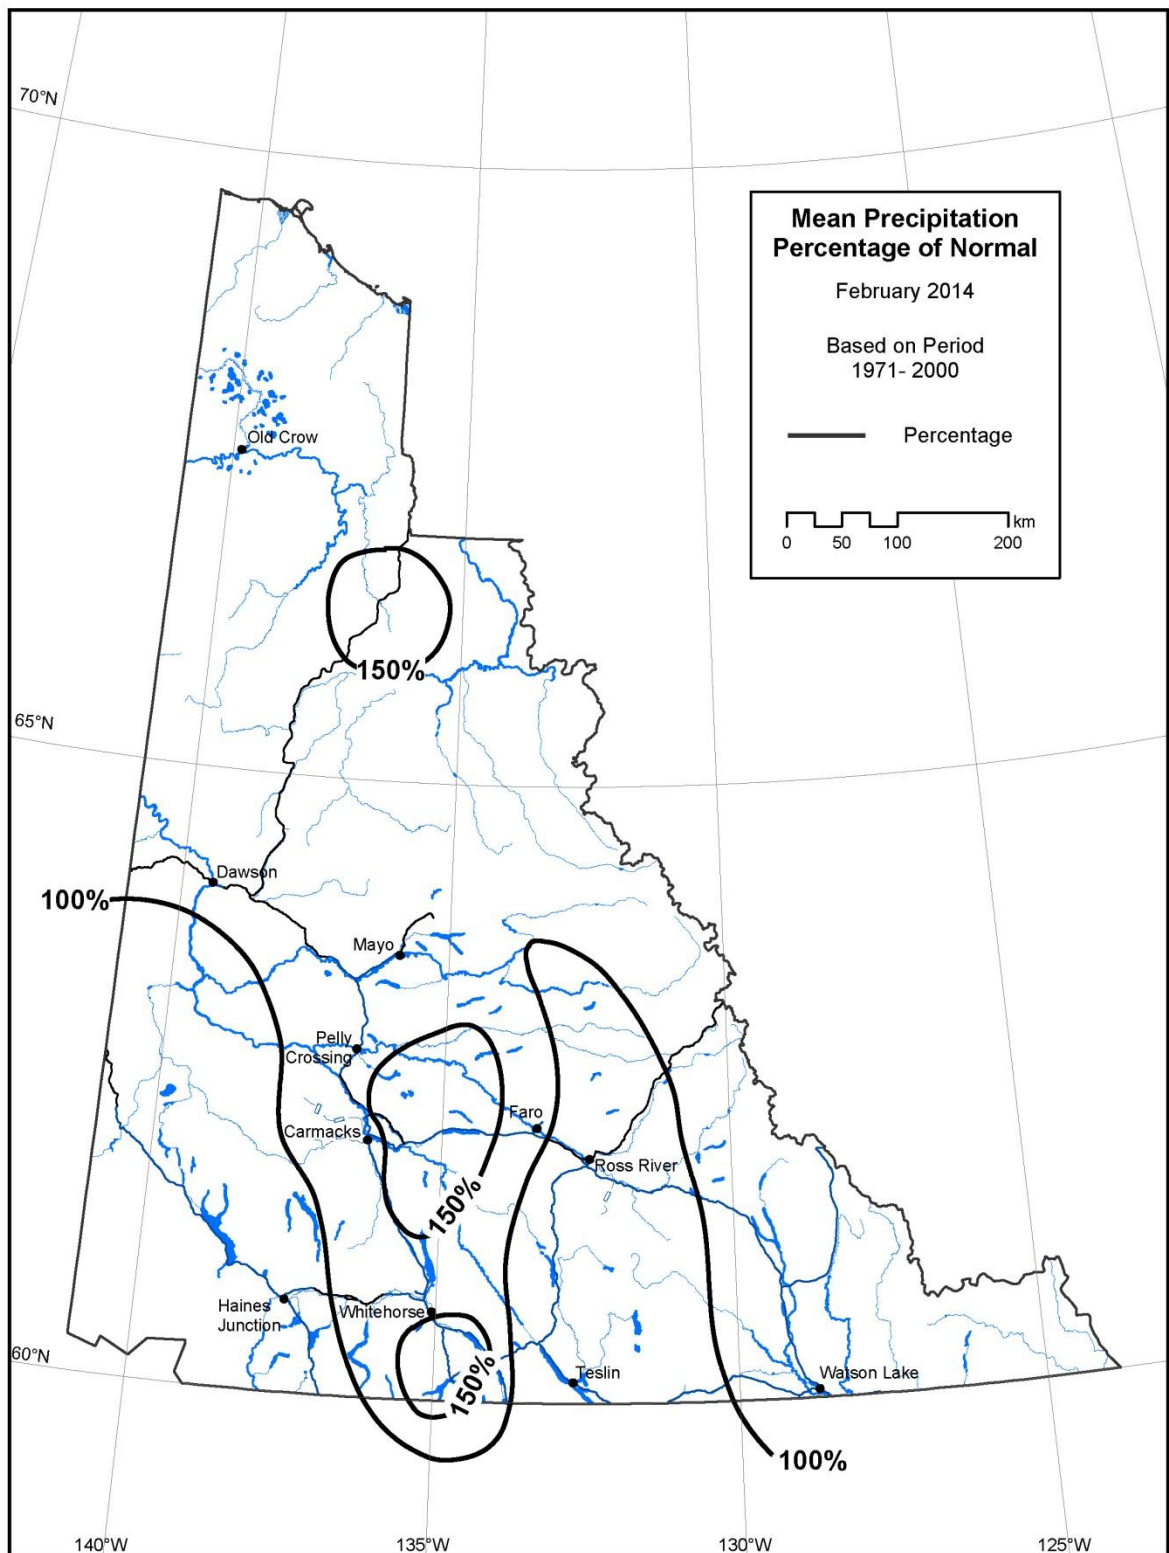 70°N
Mean Precipitation
Percentage of Normal
February 2014
Based on Period
1971- 2000
Percentage
km
0 50 100 200
Old Crow
150%
65°N
Dawson
100%
Mayo
Pelly
Crossing
Faro
Carmacks
Ross River
150%
Haines
Junction
Whitehorse
60°N
150%
Teslin
Watson Lake
100%
140°W 135°W 130°W 125°W